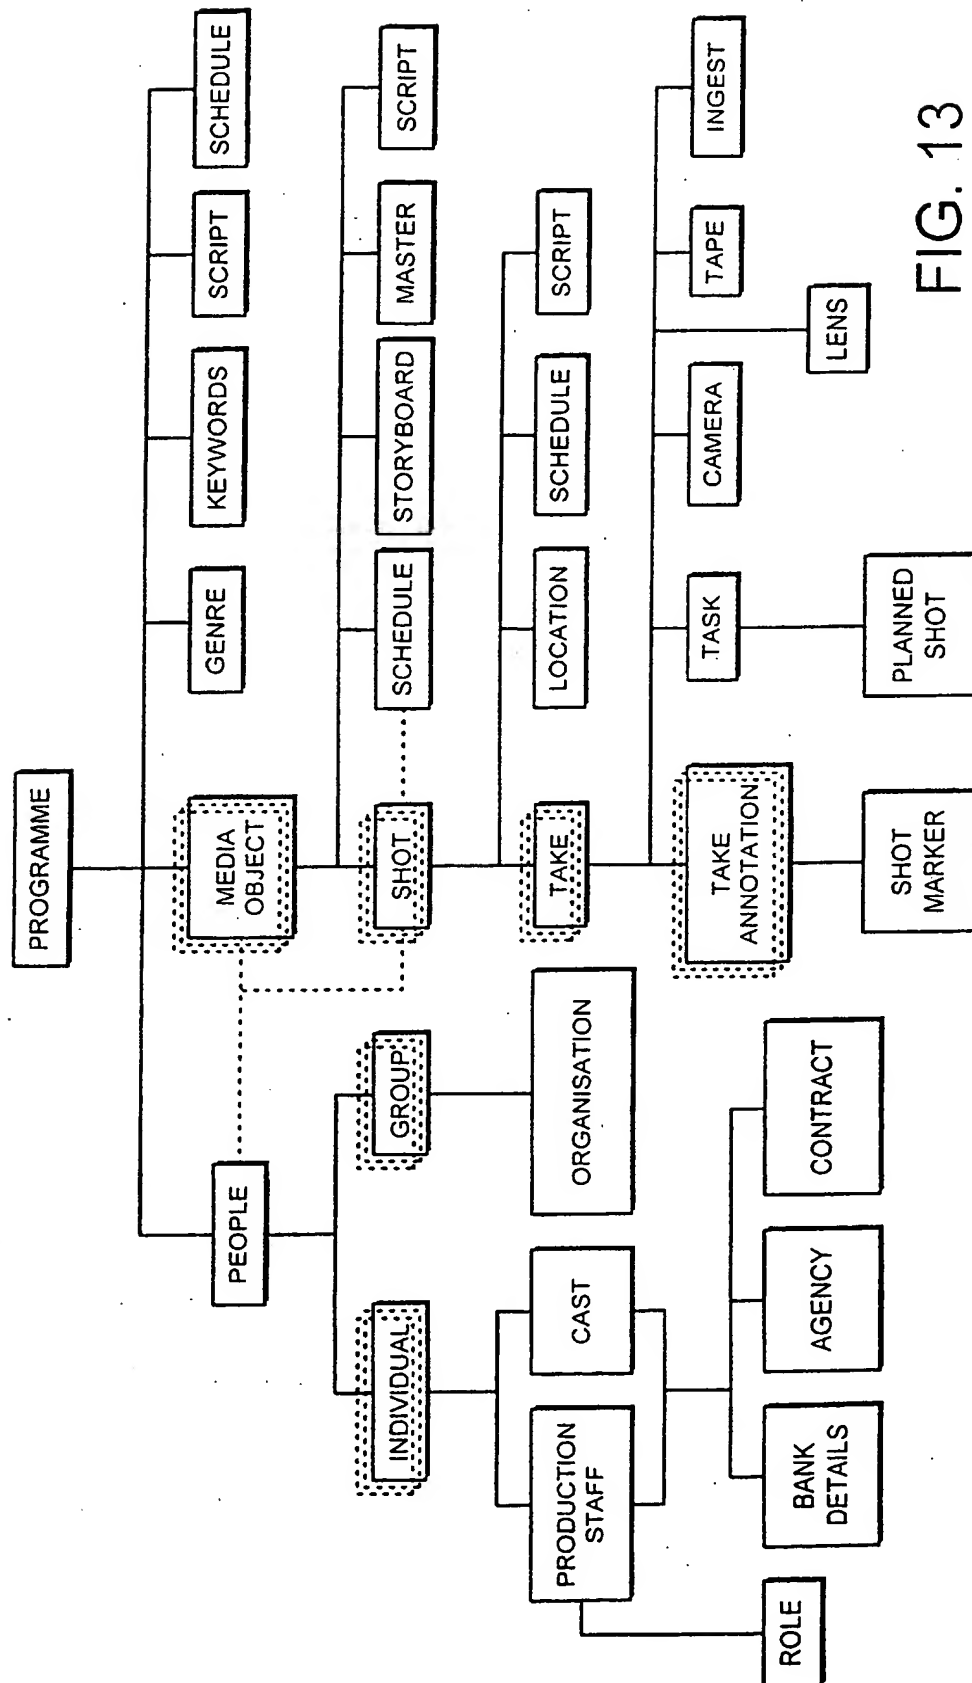 PROGRAMME
PEOPLE
MEDIA
OBJECT
GENRE
KEYWORDS
SCRIPT
SCHEDULE
INDIVIDUAL
GROUP
SHOT
SCHEDULE
STORYBOARD
MASTER
SCRIPT
PRODUCTION
STAFF
CAST
ORGANISATION
TAKE
LOCATION
SCHEDULE
SCRIPT
TAKE
ANNOTATION
TASK
CAMERA
TAPE
INGEST
ROLE
BANK
DETAILS
AGENCY
CONTRACT
SHOT
MARKER
PLANNED
SHOT
LENS
FIG. 13